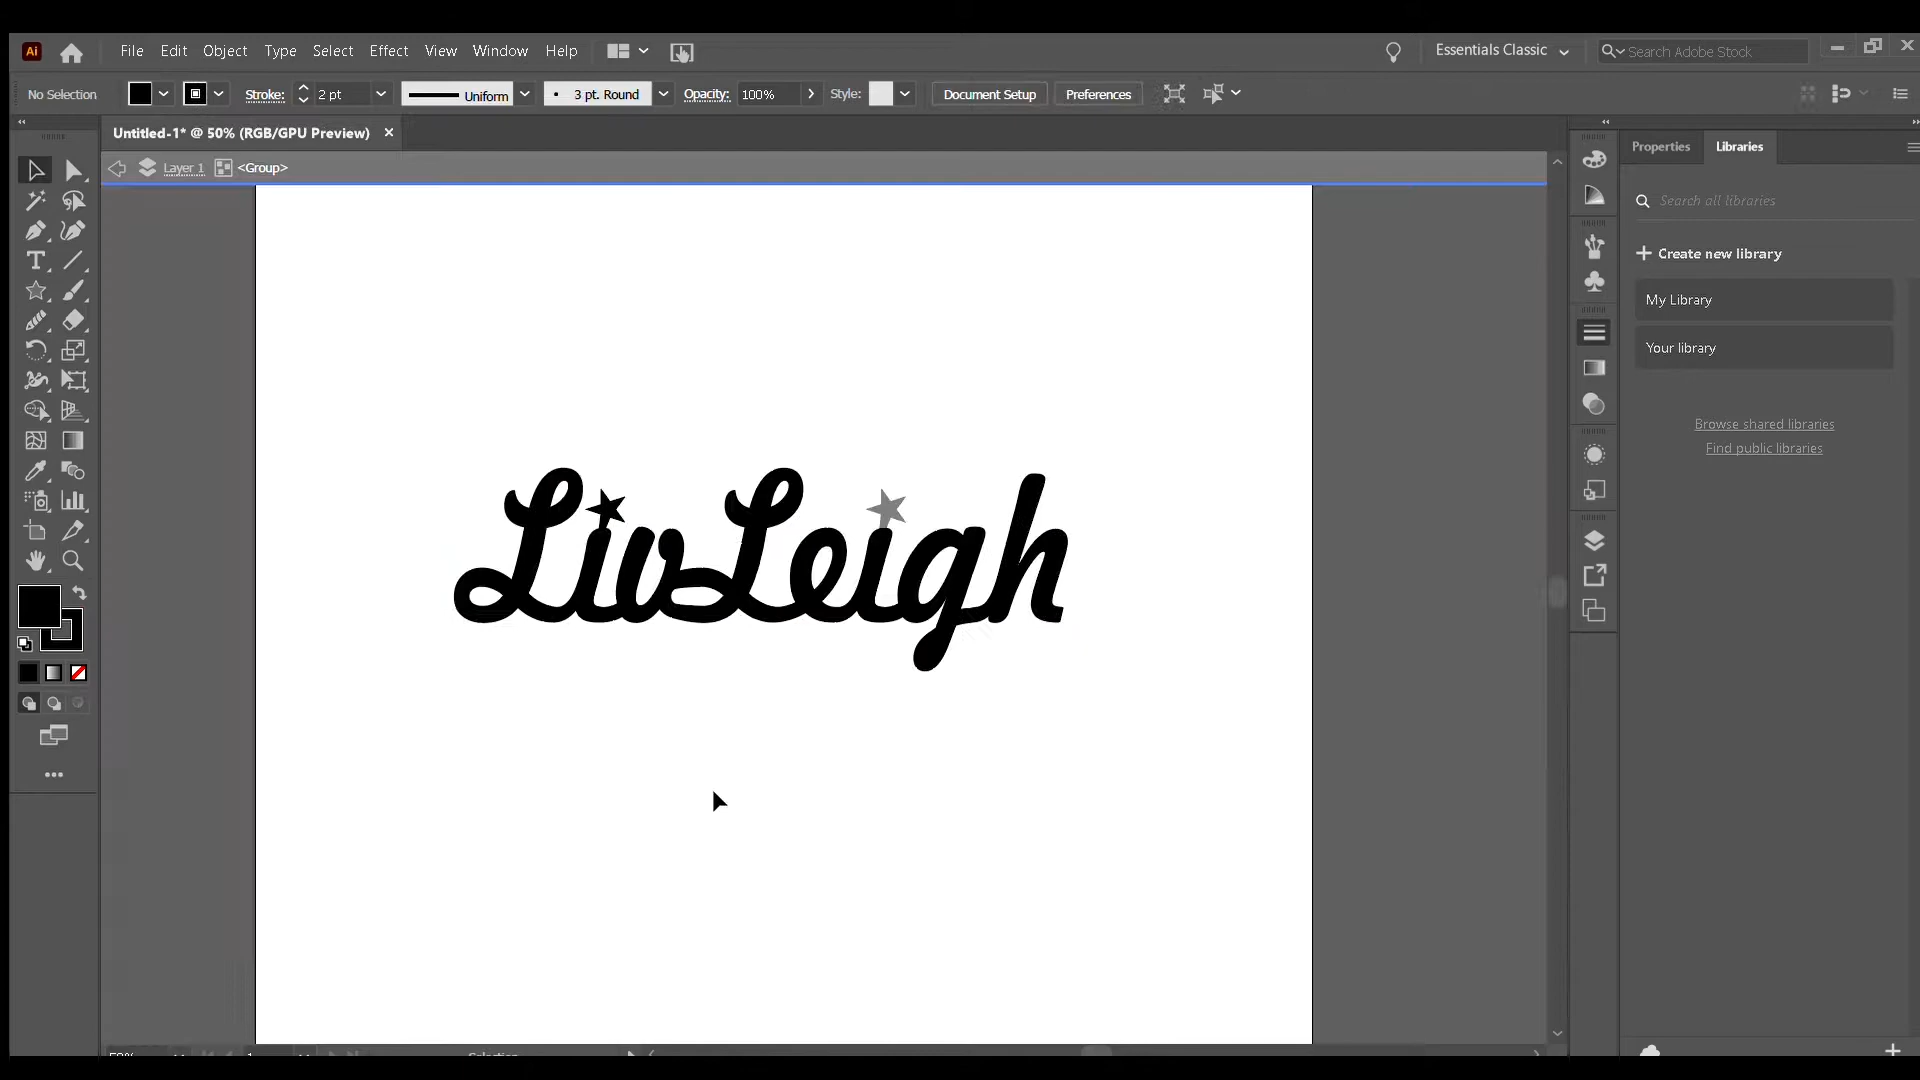 Ai File Edit Object Type Select Effect View Window Help Essentials Classic Search Adobe Stock
No Selection Stroke: 2 pt Uniform 3 pt. Round Opacity: 100% Style: Document Setup Preferences
Untitled-1* @ 50% (RGB/GPU Preview)
Layer 1 <Group>
Properties Libraries
Search all libraries
Create new library
My Library
Your library
Browse shared libraries
Find public libraries
LivLeigh